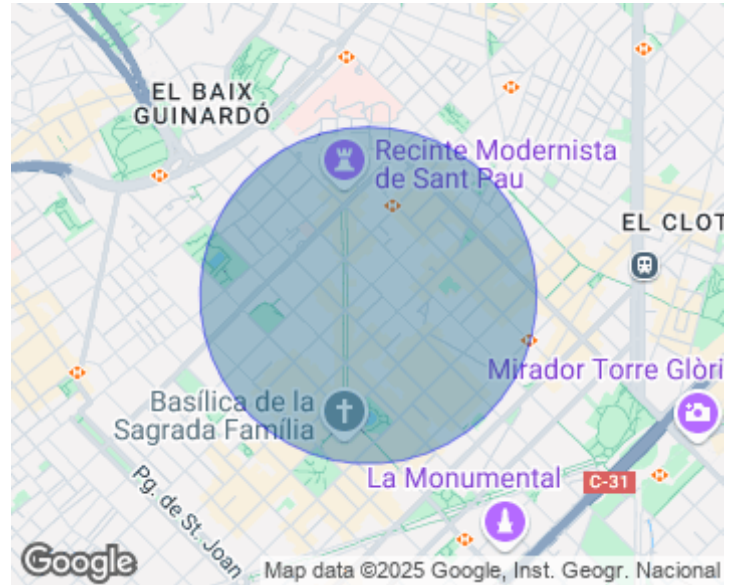 EL BAIX
GUINARDÓ
Recinte Modernista
de Sant Pau
EL CLOT
Mirador Torre Glòri
Basílica de la
Sagrada Família
La Monumental
C-31
Pg. de St. Joan
Google
Map data ©2025 Google, Inst. Geogr. Nacional